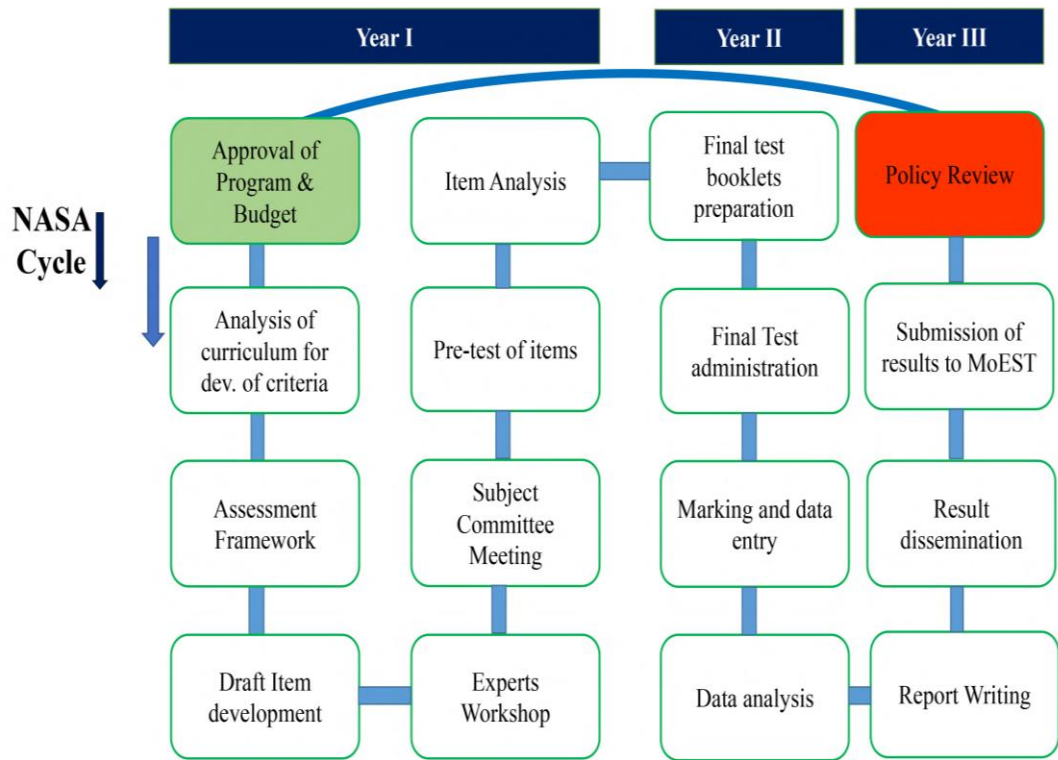 Year I
Year II
Year III
NASA
Cycle
Approval of
Program &
Budget
Analysis of
curriculum for
dev. of criteria
Assessment
Framework
Draft Item
development
Experts
Workshop
Subject
Committee
Meeting
Pre-test of items
Item Analysis
Final test
booklets
preparation
Final Test
administration
Marking and data
entry
Data analysis
Report Writing
Result
dissemination
Submission of
results to MoEST
Policy Review